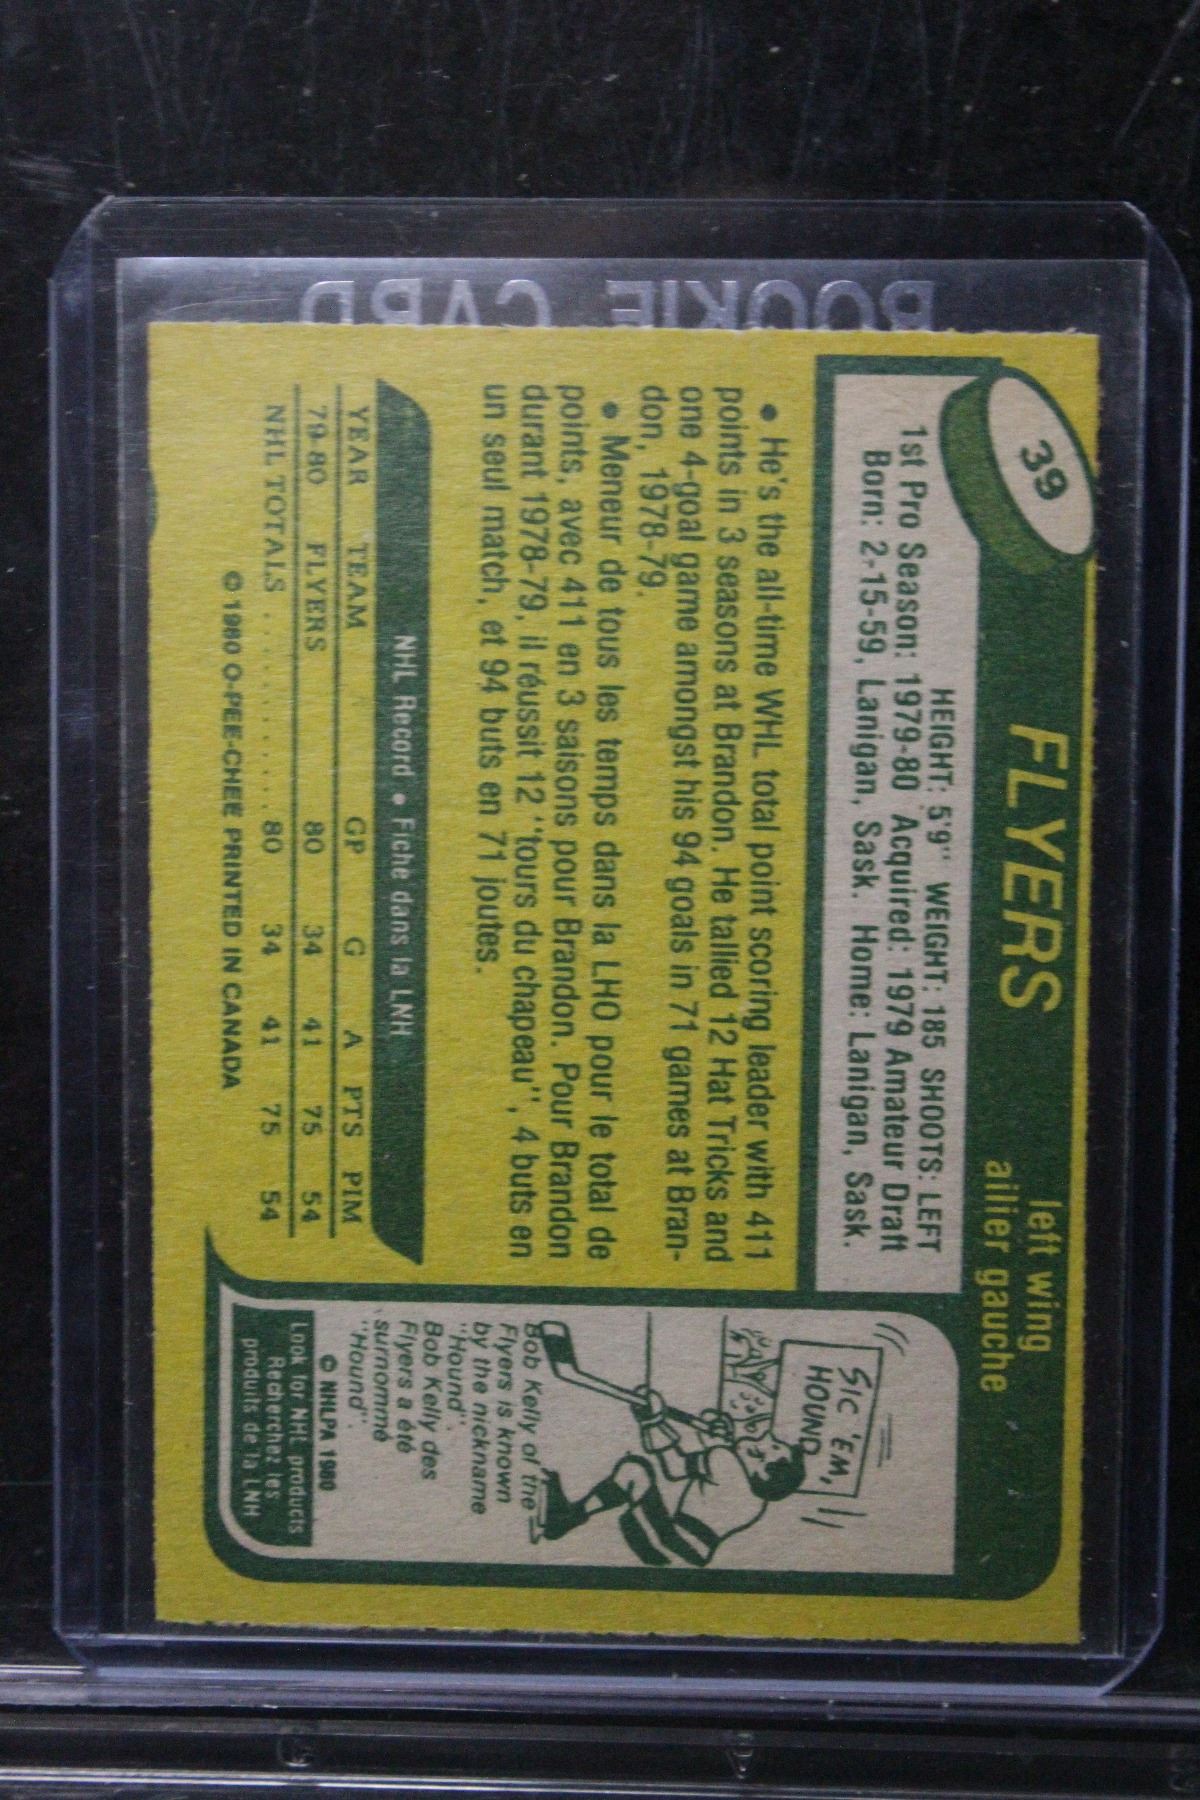 ROOKIE CARD
39
FLYERS
left wing
ailier gauche
HEIGHT: 5'9" WEIGHT: 185 SHOOTS: LEFT
1st Pro Season: 1979-80 Acquired: 1979 Amateur Draft
Born: 2-15-59, Lanigan, Sask. Home: Lanigan, Sask.
• He's the all-time WHL total point scoring leader with 411
points in 3 seasons at Brandon. He tallied 12 Hat Tricks and
one 4-goal game amongst his 94 goals in 71 games at Bran-
don, 1978-79.
• Meneur de tous les temps dans la LHO pour le total de
points, avec 411 en 3 saisons pour Brandon. Pour Brandon
durant 1978-79, il réussit 12 "tours du chapeau", 4 buts en
un seul match, et 94 buts en 71 joutes.
NHL Record • Fiche dans la LNH
YEAR TEAM GP G A PTS PIM
79-80 FLYERS 80 34 41 75 54
NHL TOTALS . . . . . . . . . . . . . . 80 34 41 75 54
© 1980 O-PEE-CHEE PRINTED IN CANADA
SIC 'EM,
HOUND
Bob Kelly of the
Flyers is known
by the nickname
"Hound".
Bob Kelly des
Flyers a été
surnommé
"Hound".
© NHLPA 1980
Look for NHL products
Recherchez les
produits de la LNH